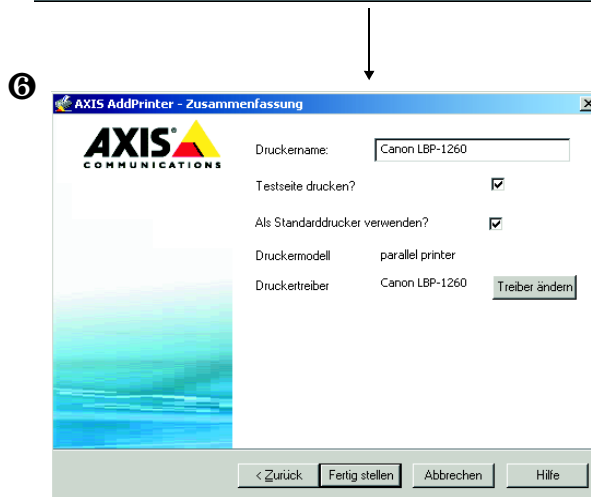 ❻
AXIS AddPrinter - Zusammenfassung
AXIS
COMMUNICATIONS
Druckername: Canon LBP-1260
Testseite drucken?
Als Standarddrucker verwenden?
Druckermodell parallel printer
Druckertreiber Canon LBP-1260 Treiber ändern
< Zurück Fertig stellen Abbrechen Hilfe